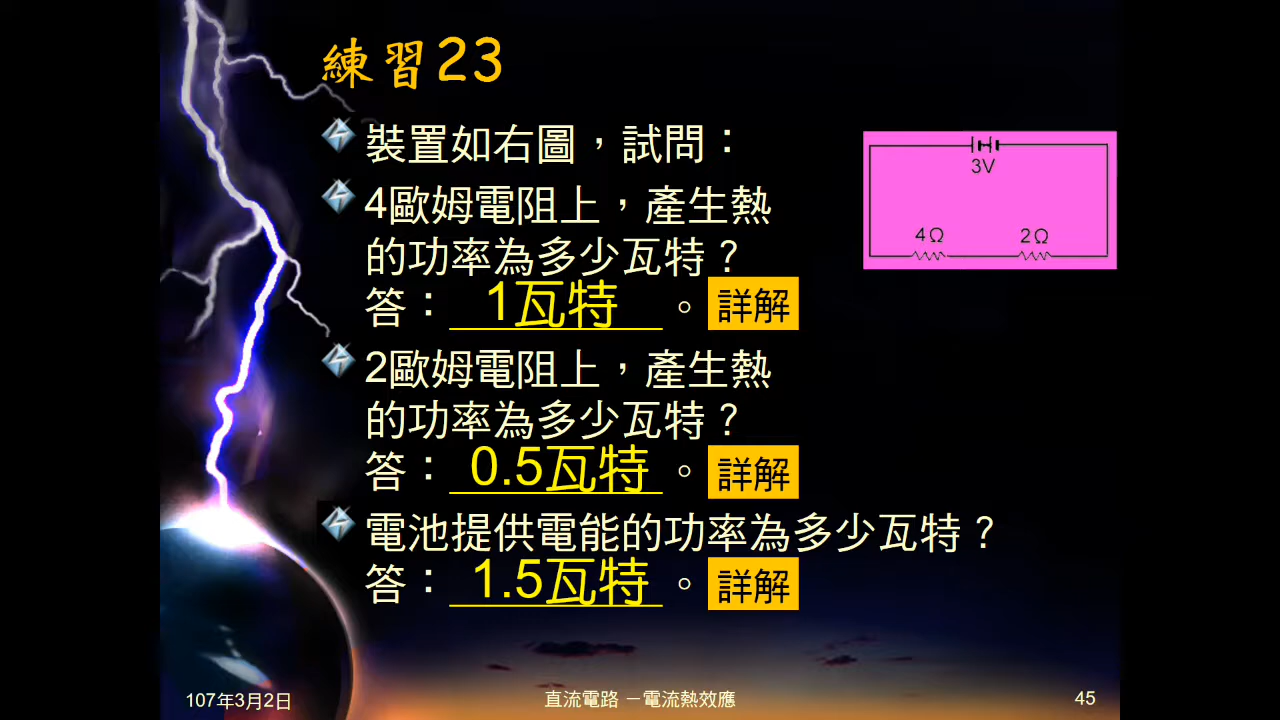 練習23
裝置如右圖，試問：
3V
4Ω
2Ω
4歐姆電阻上，產生熱
的功率為多少瓦特？
答：1瓦特。詳解
2歐姆電阻上，產生熱
的功率為多少瓦特？
答：0.5瓦特。詳解
電池提供電能的功率為多少瓦特？
答：1.5瓦特。詳解
107年3月2日
直流電路 －電流熱效應
45